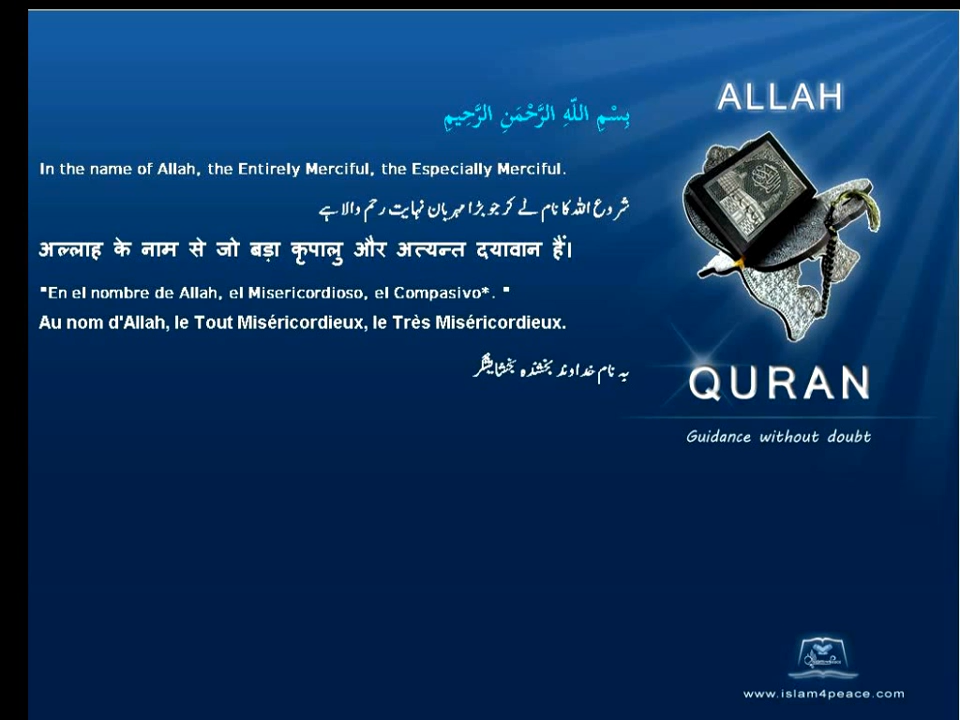 بِسْمِ اللّهِ الرَّحْمَنِ الرَّحِيمِ
In the name of Allah, the Entirely Merciful, the Especially Merciful.
شروع الله کا نام لے کر جو بڑا مہربان نہایت رحم والا ہے
अल्लाह के नाम से जो बड़ा कृपालु और अत्यन्त दयावान हैं।
"En el nombre de Allah, el Misericordioso, el Compasivo*. "
Au nom d'Allah, le Tout Miséricordieux, le Très Miséricordieux.
به نام خداوند بخشنده بخشایشگر
ALLAH
QURAN
Guidance without doubt
www.islam4peace.com